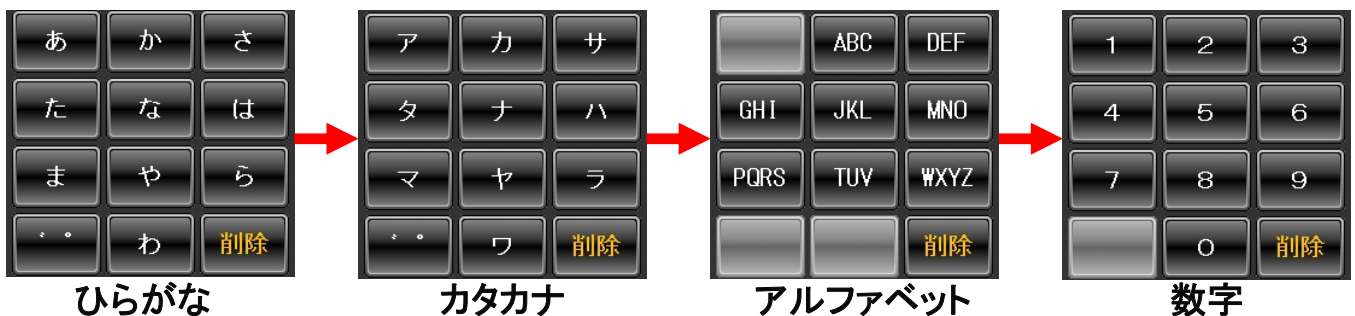 あ か さ
た な は
ま や ら
゛゜ わ 削除
ひらがな
ア カ サ
タ ナ ハ
マ ヤ ラ
゛゜ ワ 削除
カタカナ
ABC DEF
GHI JKL MNO
PQRS TUV WXYZ
削除
アルファベット
1 2 3
4 5 6
7 8 9
0 削除
数字